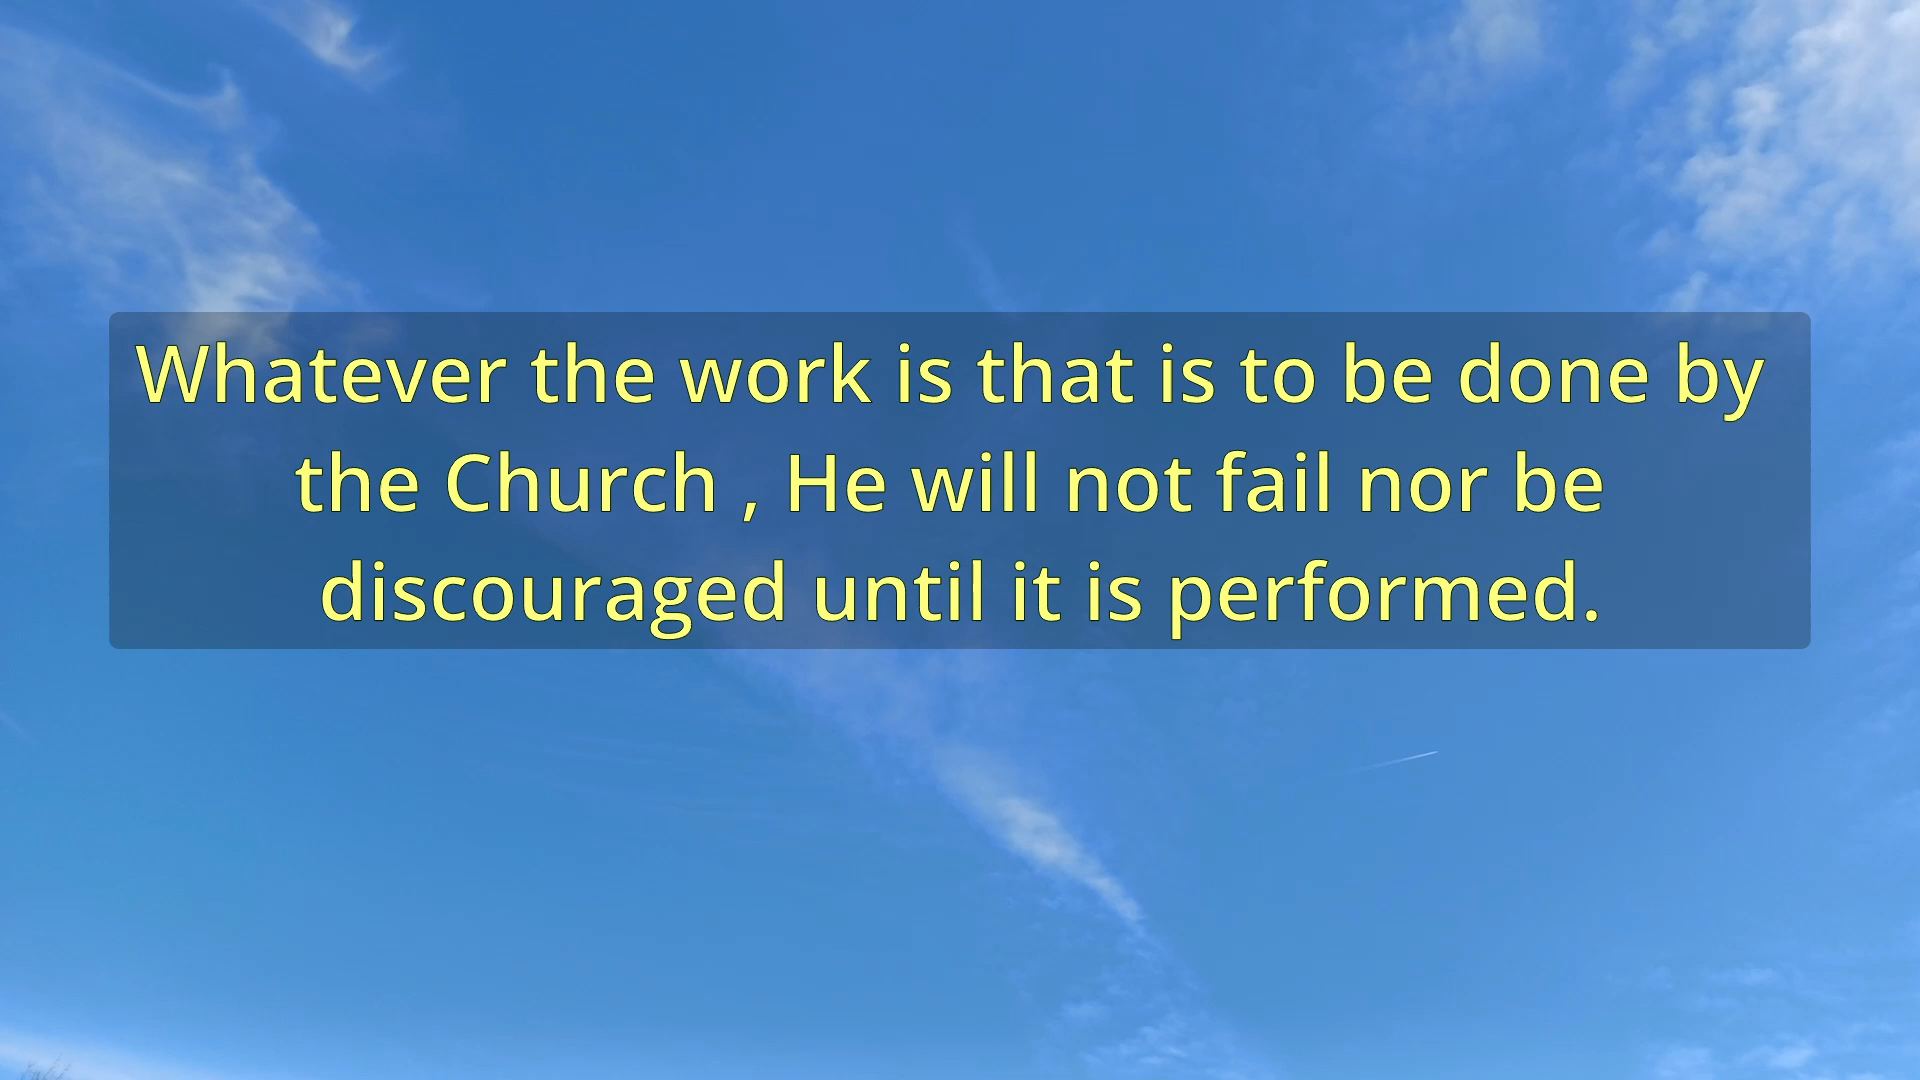 Whatever the work is that is to be done by
the Church , He will not fail nor be
discouraged until it is performed.